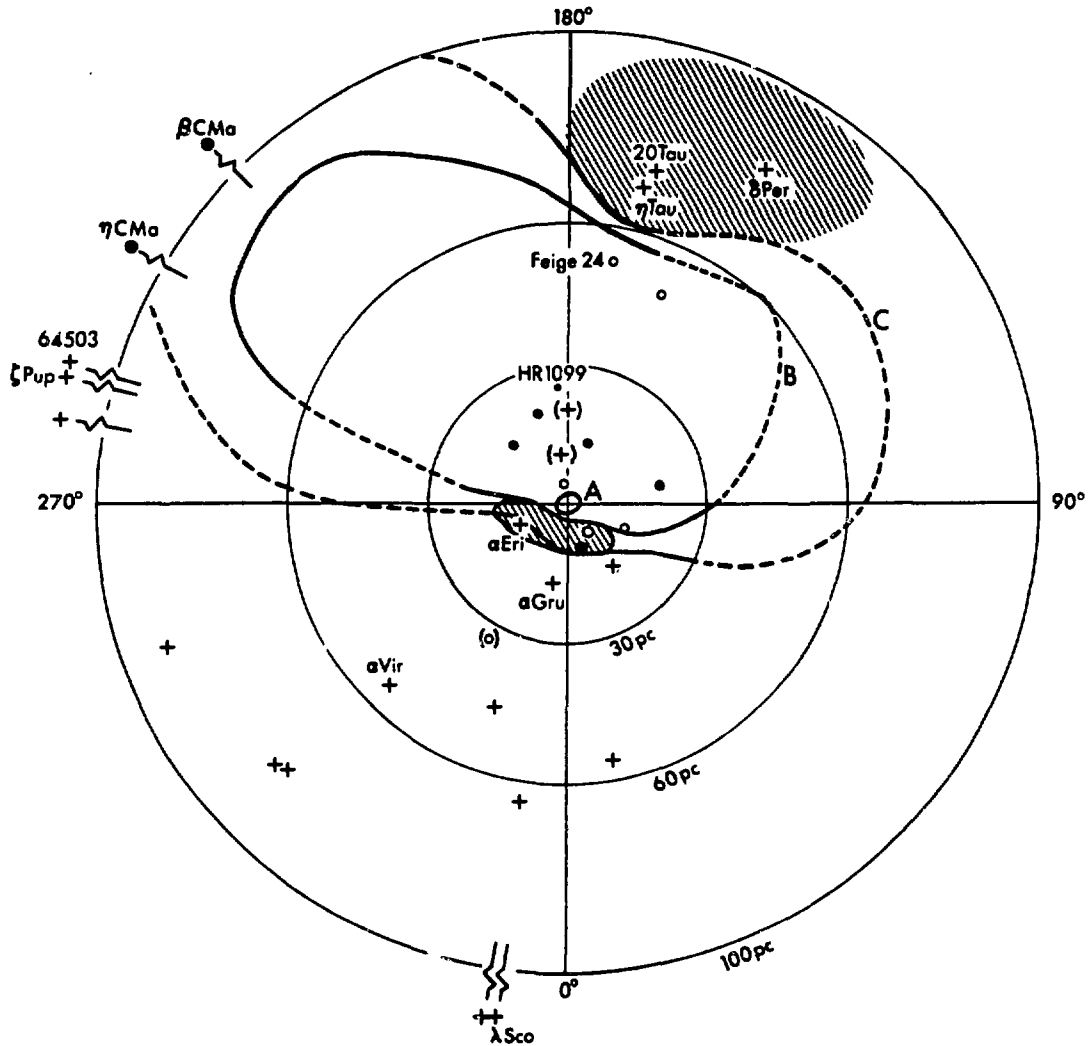 180°
βCMa
20Tau
δPer
ηTau
ηCMa
Feige 24
C
64503
ζPup
HR1099
B
(+)
(+)
270°
A
90°
αEri
αGru
30pc
αVir
60pc
100pc
0°
λSco